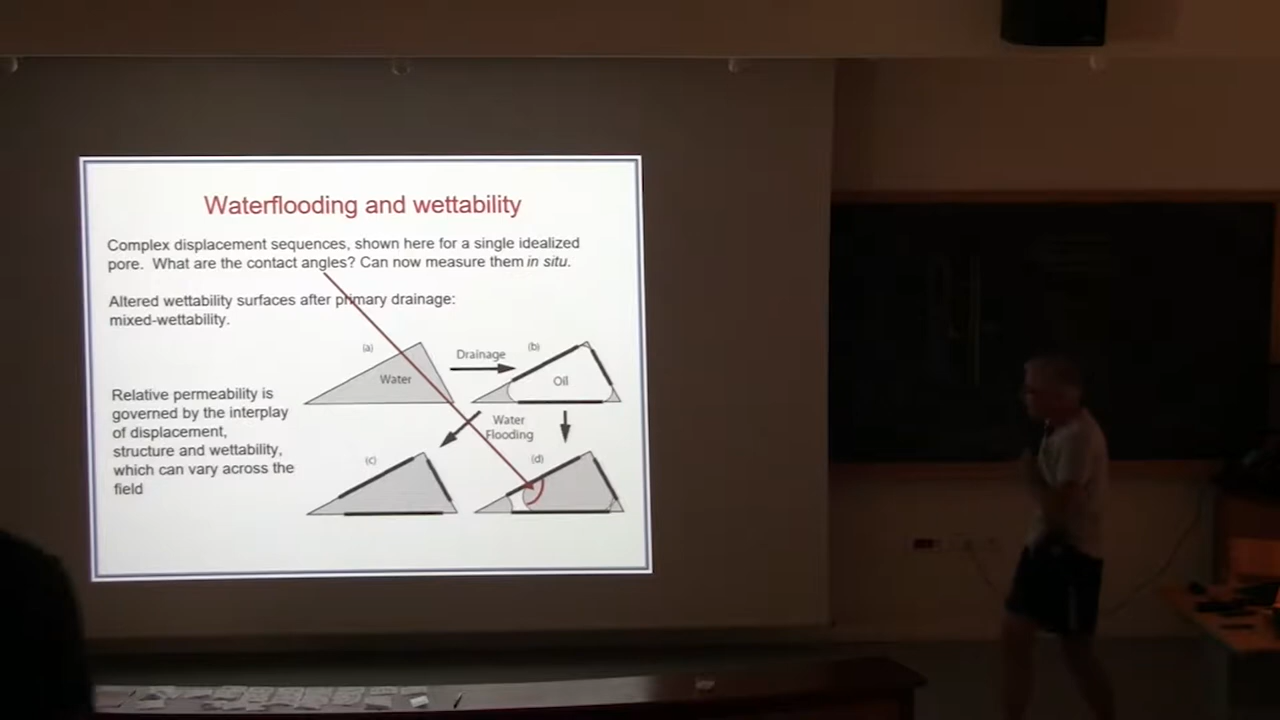 Waterflooding and wettability
Complex displacement sequences, shown here for a single idealized
pore. What are the contact angles? Can now measure them in situ.
Altered wettability surfaces after primary drainage:
mixed-wettability.
(a)
Water
Drainage
(b)
Oil
Relative permeability is
governed by the interplay
of displacement,
structure and wettability,
which can vary across the
field
Water
Flooding
(c)
(d)